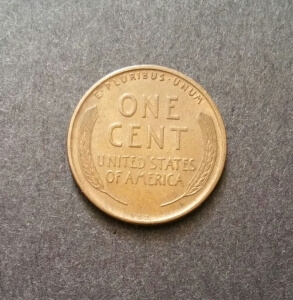 E·PLURIBUS·UNUM
ONE
CENT
UNITED STATES
OF AMERICA